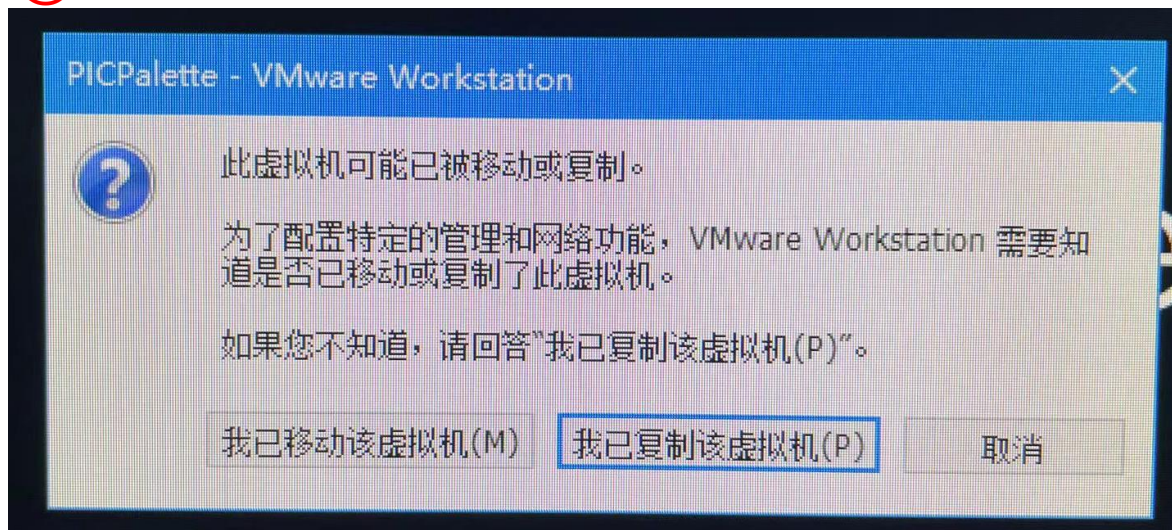 PICPalette - VMware Workstation
此虚拟机可能已被移动或复制。
为了配置特定的管理和网络功能，VMware Workstation 需要知
道是否已移动或复制了此虚拟机。
如果您不知道，请回答“我已复制该虚拟机(P)”。
我已移动该虚拟机(M) 我已复制该虚拟机(P) 取消